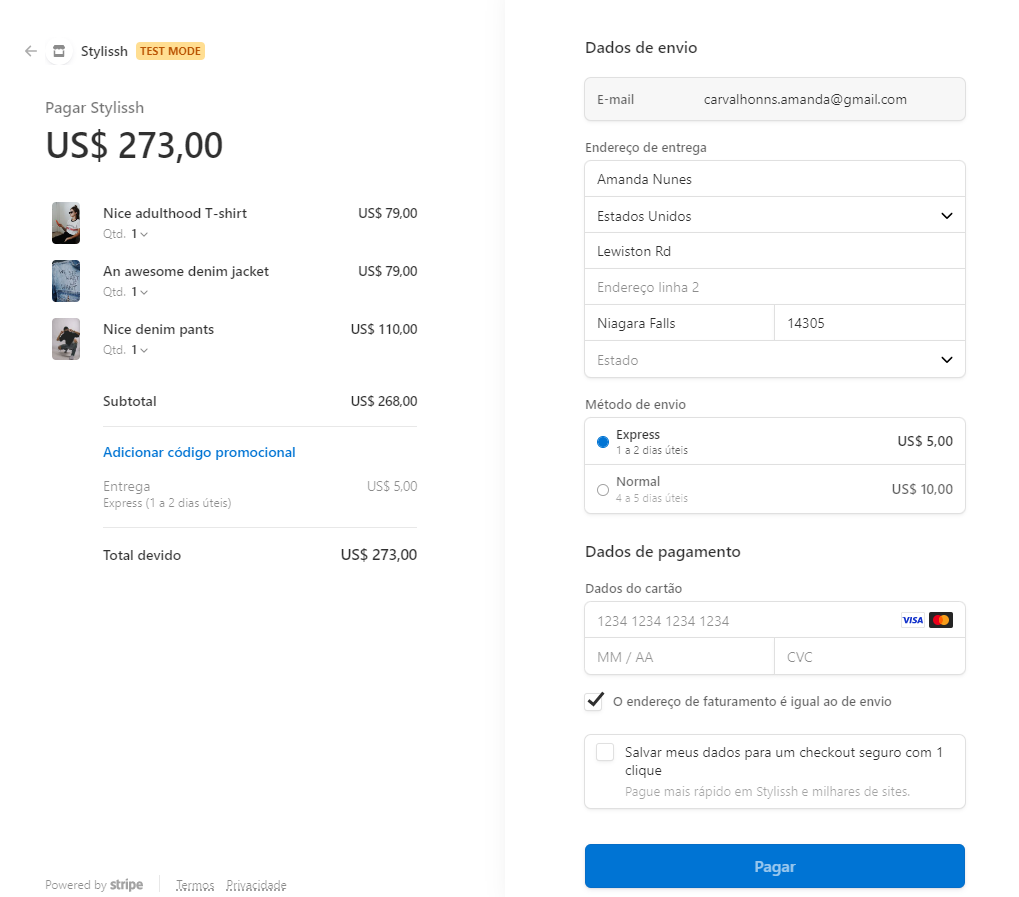 Stylissh TEST MODE
Pagar Stylissh
US$ 273,00
Nice adulthood T-shirt US$ 79,00
Qtd. 1
An awesome denim jacket US$ 79,00
Qtd. 1
Nice denim pants US$ 110,00
Qtd. 1
Subtotal US$ 268,00
Adicionar código promocional
Entrega US$ 5,00
Express (1 a 2 dias úteis)
Total devido US$ 273,00
Powered by stripe Termos Privacidade
Dados de envio
E-mail carvalhonns.amanda@gmail.com
Endereço de entrega
Amanda Nunes
Estados Unidos
Lewiston Rd
Endereço linha 2
Niagara Falls 14305
Estado
Método de envio
Express US$ 5,00
1 a 2 dias úteis
Normal US$ 10,00
4 a 5 dias úteis
Dados de pagamento
Dados do cartão
1234 1234 1234 1234 VISA
MM / AA CVC
O endereço de faturamento é igual ao de envio
Salvar meus dados para um checkout seguro com 1
clique
Pague mais rápido em Stylissh e milhares de sites.
Pagar